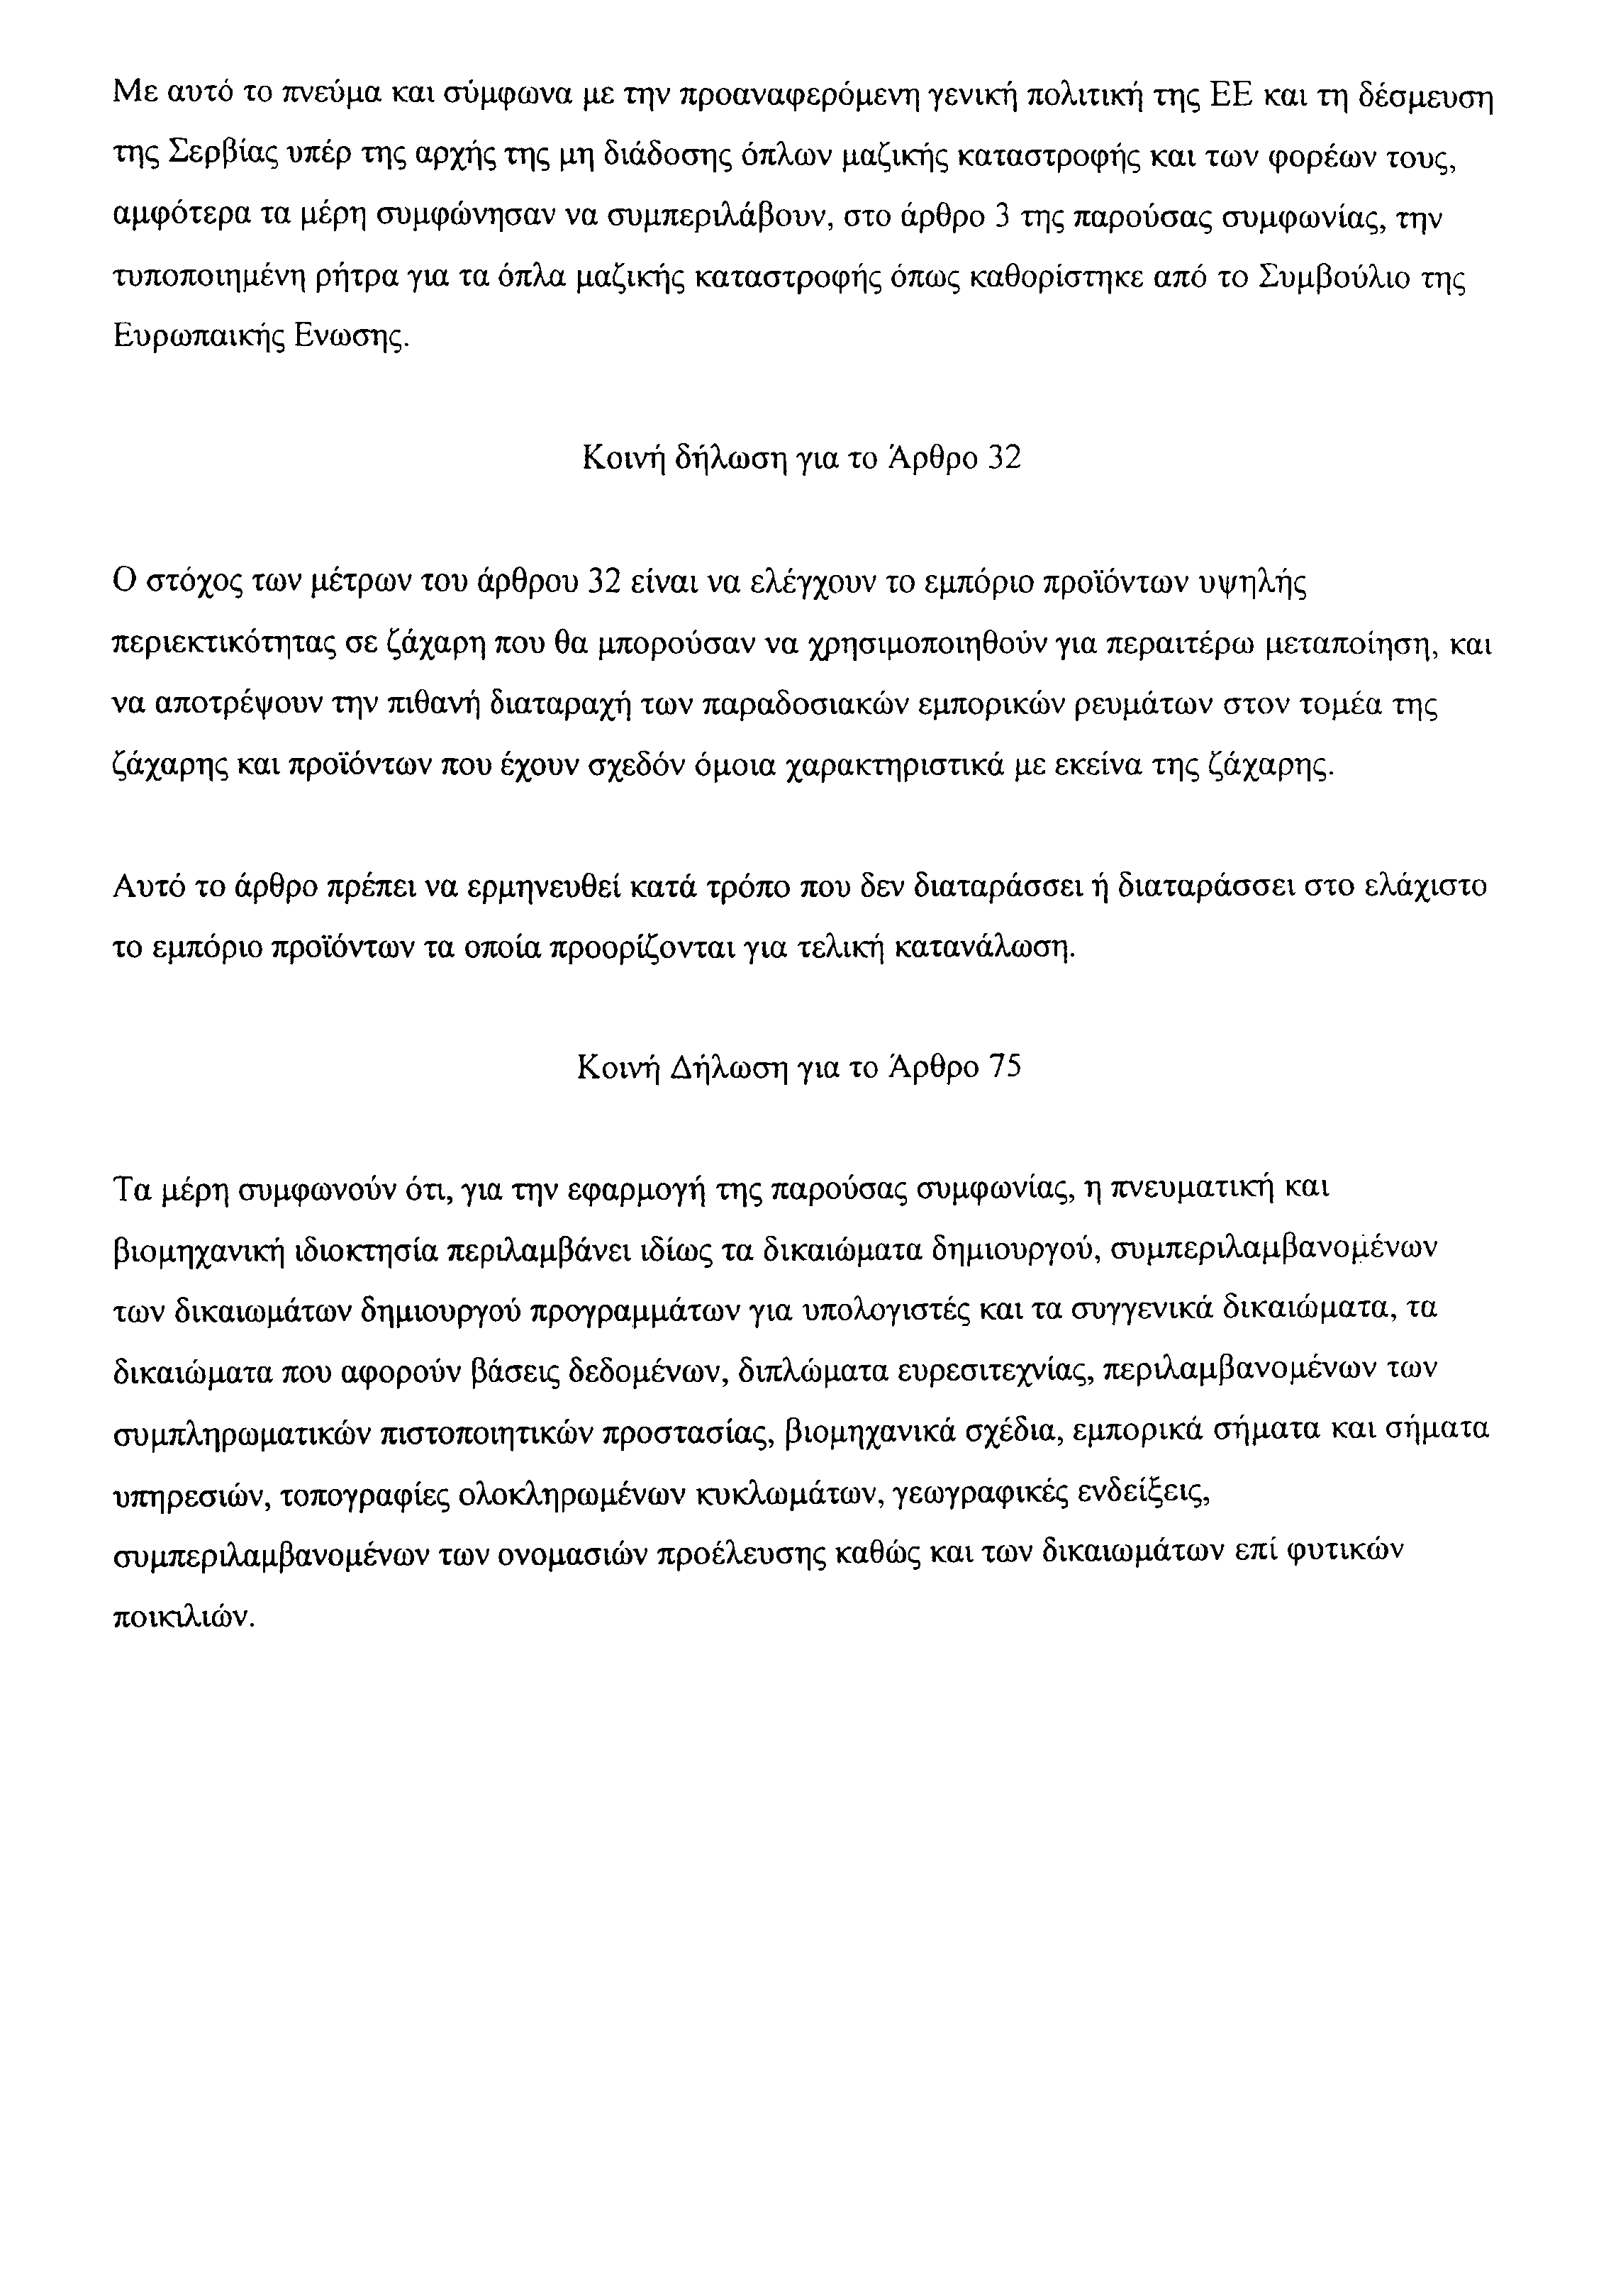 Με αυτό το πνεύμα και σύμφωνα με την προαναφερόμενη γενική πολιτική της ΕΕ και τη δέσμευση
της Σερβίας υπέρ της αρχής της μη διάδοσης όπλων μαζικής καταστροφής και των φορέων τους,
αμφότερα τα μέρη συμφώνησαν να συμπεριλάβουν, στο άρθρο 3 της παρούσας συμφωνίας, την
τυποποιημένη ρήτρα για τα όπλα μαζικής καταστροφής όπως καθορίστηκε από το Συμβούλιο της
Ευρωπαικής Ενωσης.
Κοινή δήλωση για το Άρθρο 32
Ο στόχος των μέτρων του άρθρου 32 είναι να ελέγχουν το εμπόριο προϊόντων υψηλής
περιεκτικότητας σε ζάχαρη που θα μπορούσαν να χρησιμοποιηθούν για περαιτέρω μεταποίηση, και
να αποτρέψουν την πιθανή διαταραχή των παραδοσιακών εμπορικών ρευμάτων στον τομέα της
ζάχαρης και προϊόντων που έχουν σχεδόν όμοια χαρακτηριστικά με εκείνα της ζάχαρης.
Αυτό το άρθρο πρέπει να ερμηνευθεί κατά τρόπο που δεν διαταράσσει ή διαταράσσει στο ελάχιστο
το εμπόριο προϊόντων τα οποία προορίζονται για τελική κατανάλωση.
Κοινή Δήλωση για το Άρθρο 75
Τα μέρη συμφωνούν ότι, για την εφαρμογή της παρούσας συμφωνίας, η πνευματική και
βιομηχανική ιδιοκτησία περιλαμβάνει ιδίως τα δικαιώματα δημιουργού, συμπεριλαμβανομένων
των δικαιωμάτων δημιουργού προγραμμάτων για υπολογιστές και τα συγγενικά δικαιώματα, τα
δικαιώματα που αφορούν βάσεις δεδομένων, διπλώματα ευρεσιτεχνίας, περιλαμβανομένων των
συμπληρωματικών πιστοποιητικών προστασίας, βιομηχανικά σχέδια, εμπορικά σήματα και σήματα
υπηρεσιών, τοπογραφίες ολοκληρωμένων κυκλωμάτων, γεωγραφικές ενδείξεις,
συμπεριλαμβανομένων των ονομασιών προέλευσης καθώς και των δικαιωμάτων επί φυτικών
ποικιλιών.